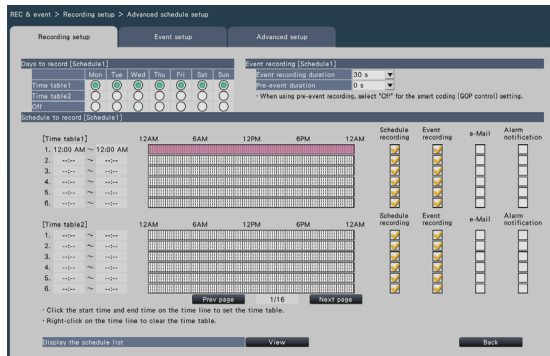 REC & event > Recording setup > Advanced schedule setup
Recording setup Event setup Advanced setup
Days to record [Schedule1] Event recording [Schedule1]
Mon Tue Wed Thu Fri Sat Sun Event recording duration 30 s
Time table1 Pre-event duration 0 s
Time table2 · When using pre-event recording, select "Off" for the smart coding (GOP control) setting.
Off
Schedule to record [Schedule1]
[Time table1] 12AM 6AM 12PM 6PM 12AM Schedule recording Event recording e-Mail Alarm notification
1. 12:00 AM ~ 12:00 AM
2. --:-- ~ --:--
3. --:-- ~ --:--
4. --:-- ~ --:--
5. --:-- ~ --:--
6. --:-- ~ --:--
[Time table2] 12AM 6AM 12PM 6PM 12AM Schedule recording Event recording e-Mail Alarm notification
1. --:-- ~ --:--
2. --:-- ~ --:--
3. --:-- ~ --:--
4. --:-- ~ --:--
5. --:-- ~ --:--
6. --:-- ~ --:--
Prev page 1/16 Next page
· Click the start time and end time on the time line to set the time table.
· Right-click on the time line to clear the time table.
Display the schedule list View Back